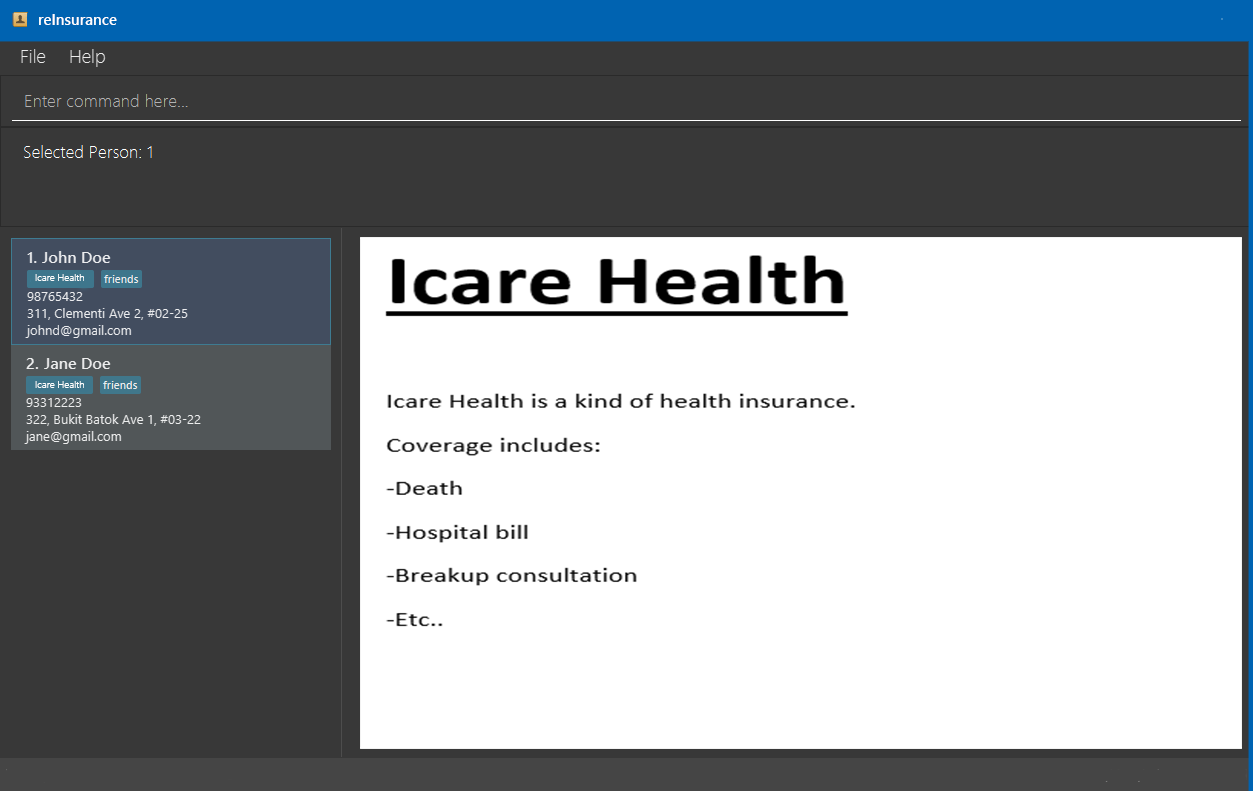 reInsurance
File Help
Enter command here...
Selected Person: 1
1. John Doe
Icare Health friends
98765432
311, Clementi Ave 2, #02-25
johnd@gmail.com
2. Jane Doe
Icare Health friends
93312223
322, Bukit Batok Ave 1, #03-22
jane@gmail.com
Icare Health
Icare Health is a kind of health insurance.
Coverage includes:
-Death
-Hospital bill
-Breakup consultation
-Etc..